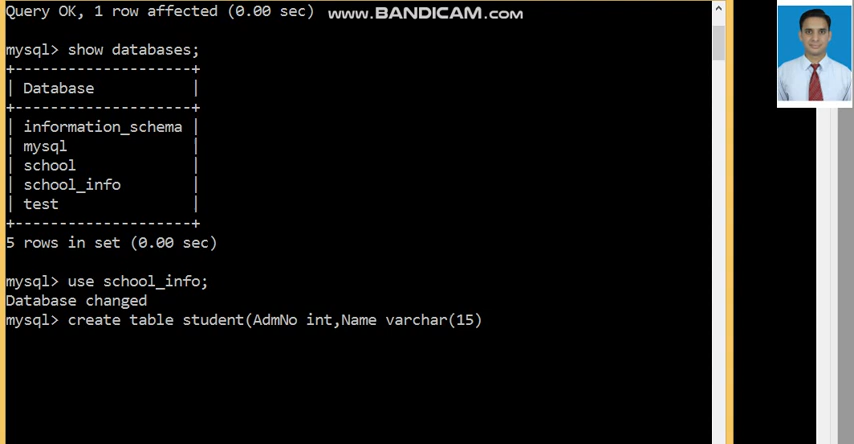 Query OK, 1 row affected (0.00 sec)
www.BANDICAM.com
mysql> show databases;
+--------------------+
| Database           |
+--------------------+
| information_schema |
| mysql              |
| school             |
| school_info        |
| test               |
+--------------------+
5 rows in set (0.00 sec)
mysql> use school_info;
Database changed
mysql> create table student(AdmNo int,Name varchar(15)